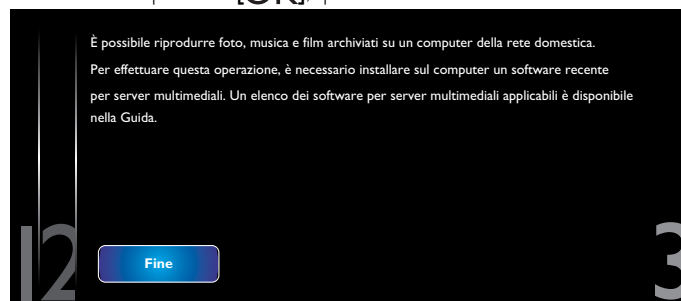 [OK].
È possibile riprodurre foto, musica e film archiviati su un computer della rete domestica.
Per effettuare questa operazione, è necessario installare sul computer un software recente
per server multimediali. Un elenco dei software per server multimediali applicabili è disponibile
nella Guida.
12
3
Fine